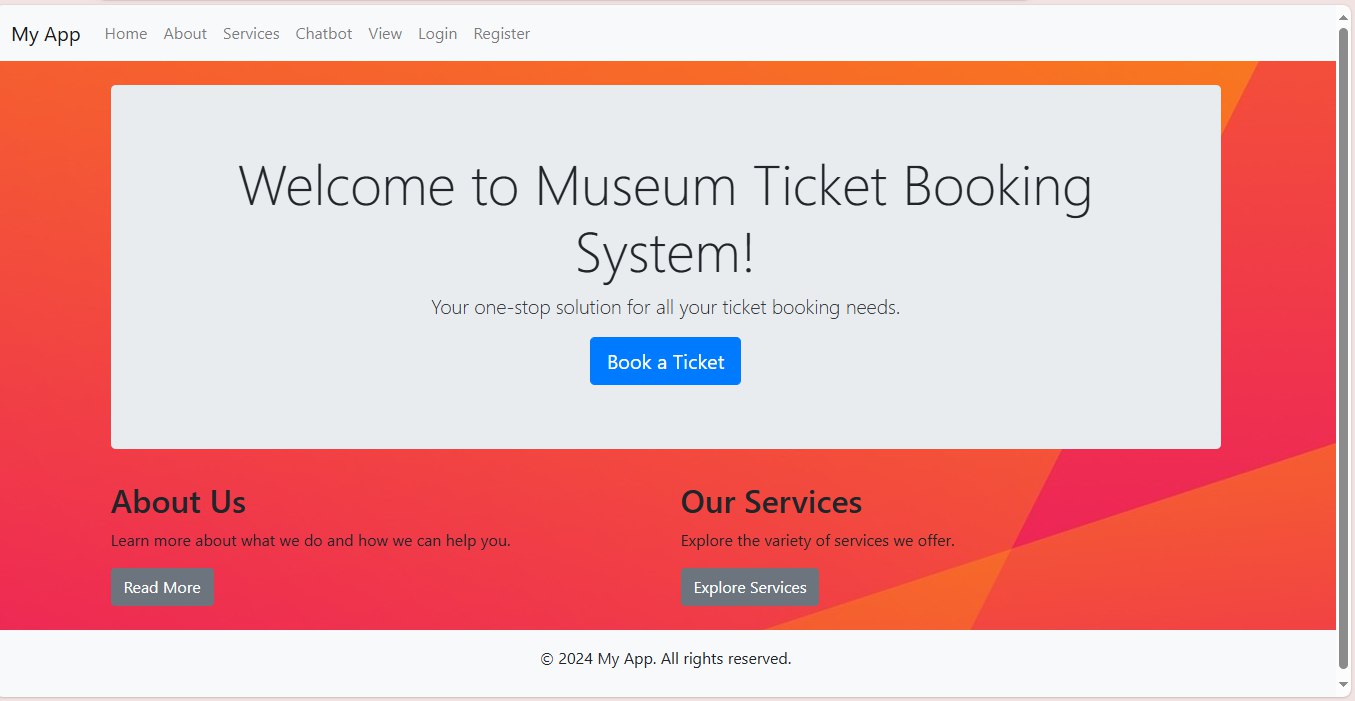 My App Home About Services Chatbot View Login Register
Welcome to Museum Ticket Booking
System!
Your one-stop solution for all your ticket booking needs.
Book a Ticket
About Us
Learn more about what we do and how we can help you.
Read More
Our Services
Explore the variety of services we offer.
Explore Services
© 2024 My App. All rights reserved.